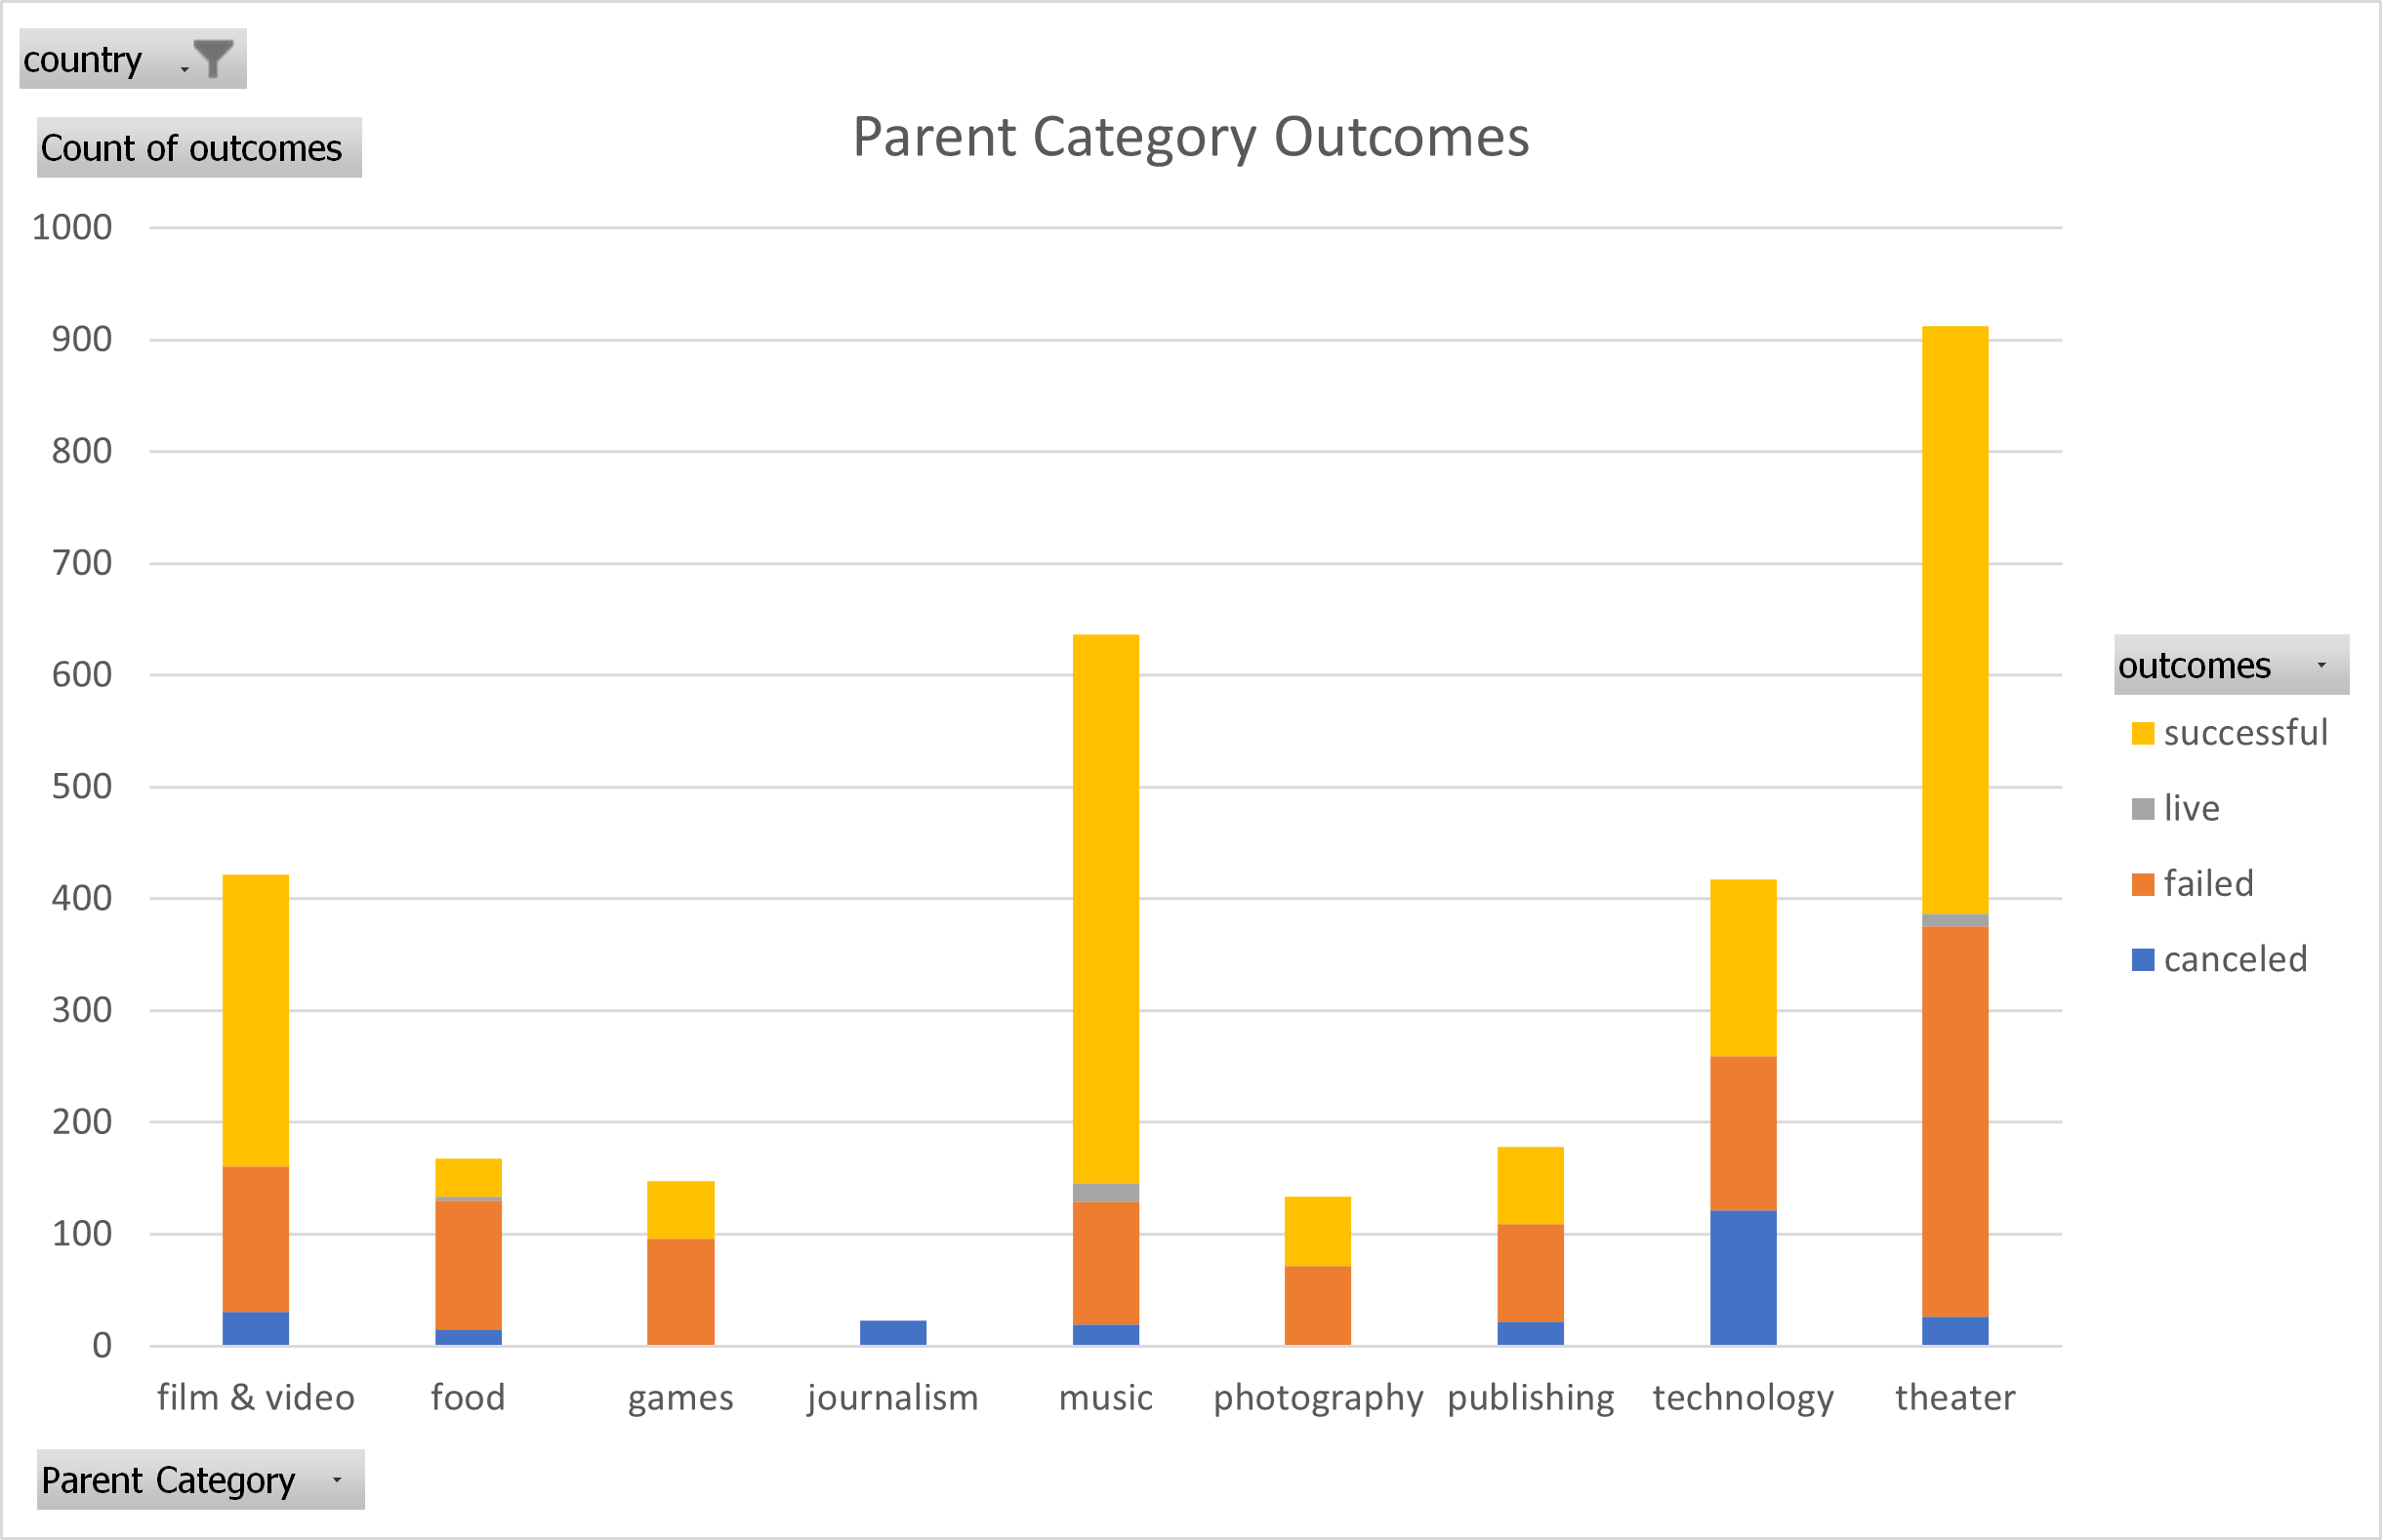 country
Count of outcomes
Parent Category Outcomes
1000
900
800
700
600
500
400
300
200
100
0
film & video food games journalism music photography publishing technology theater
outcomes
successful
live
failed
canceled
Parent Category